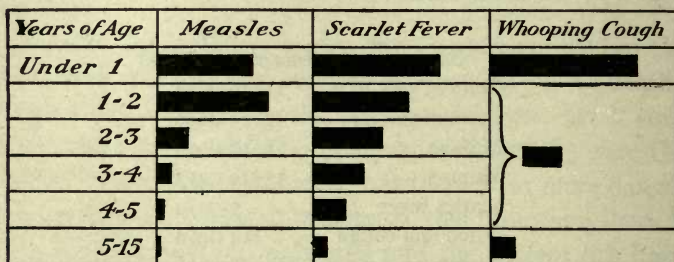 Years of Age Measles Scarlet Fever Whooping Cough
Under 1
1-2
2-3
3-4
4-5
5-15